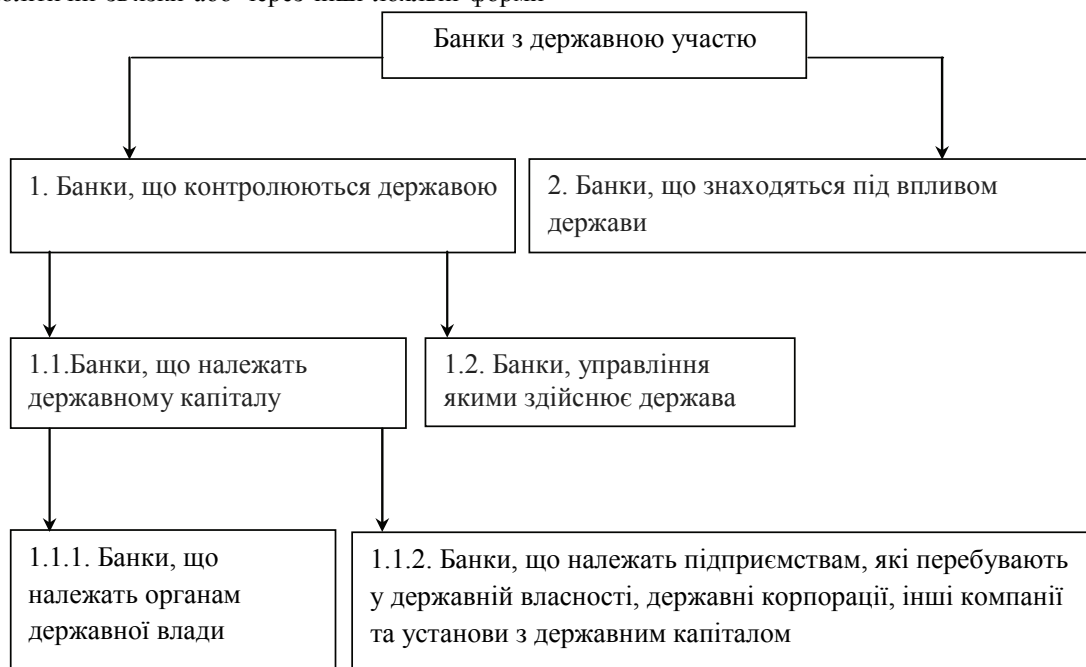 або через інші
Банки з державною участю
1. Банки, що контролюються державою
2. Банки, що знаходяться під впливом
держави
1.1.Банки, що належать
державному капіталу
1.2. Банки, управління
якими здійснює держава
1.1.1. Банки, що
належать органам
державної влади
1.1.2. Банки, що належать підприємствам, які перебувають
у державній власності, державні корпорації, інші компанії
та установи з державним капіталом